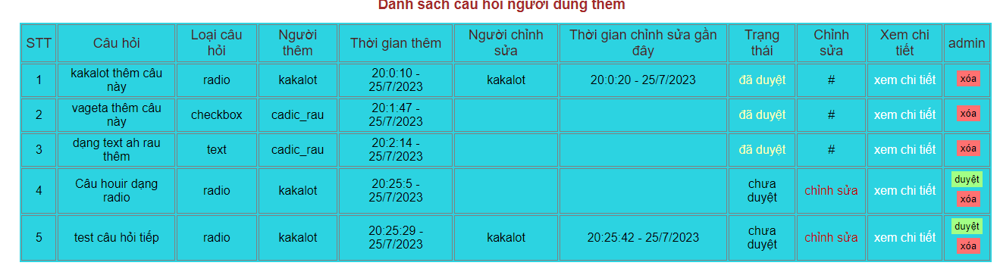 Danh sách câu hỏi người dùng thêm
STT Câu hỏi Loại câu hỏi Người thêm Thời gian thêm Người chỉnh sửa Thời gian chỉnh sửa gần đây Trạng thái Chỉnh sửa Xem chi tiết admin
1 kakalot thêm câu này radio kakalot 20:0:10 - 25/7/2023 kakalot 20:0:20 - 25/7/2023 đã duyệt # xem chi tiết xóa
2 vageta thêm câu này checkbox cadic_rau 20:1:47 - 25/7/2023 đã duyệt # xem chi tiết xóa
3 dạng text ah rau thêm text cadic_rau 20:2:14 - 25/7/2023 đã duyệt # xem chi tiết xóa
4 Câu houir dạng radio radio kakalot 20:25:5 - 25/7/2023 chưa duyệt chỉnh sửa xem chi tiết duyệt xóa
5 test câu hỏi tiếp radio kakalot 20:25:29 - 25/7/2023 kakalot 20:25:42 - 25/7/2023 chưa duyệt chỉnh sửa xem chi tiết duyệt xóa